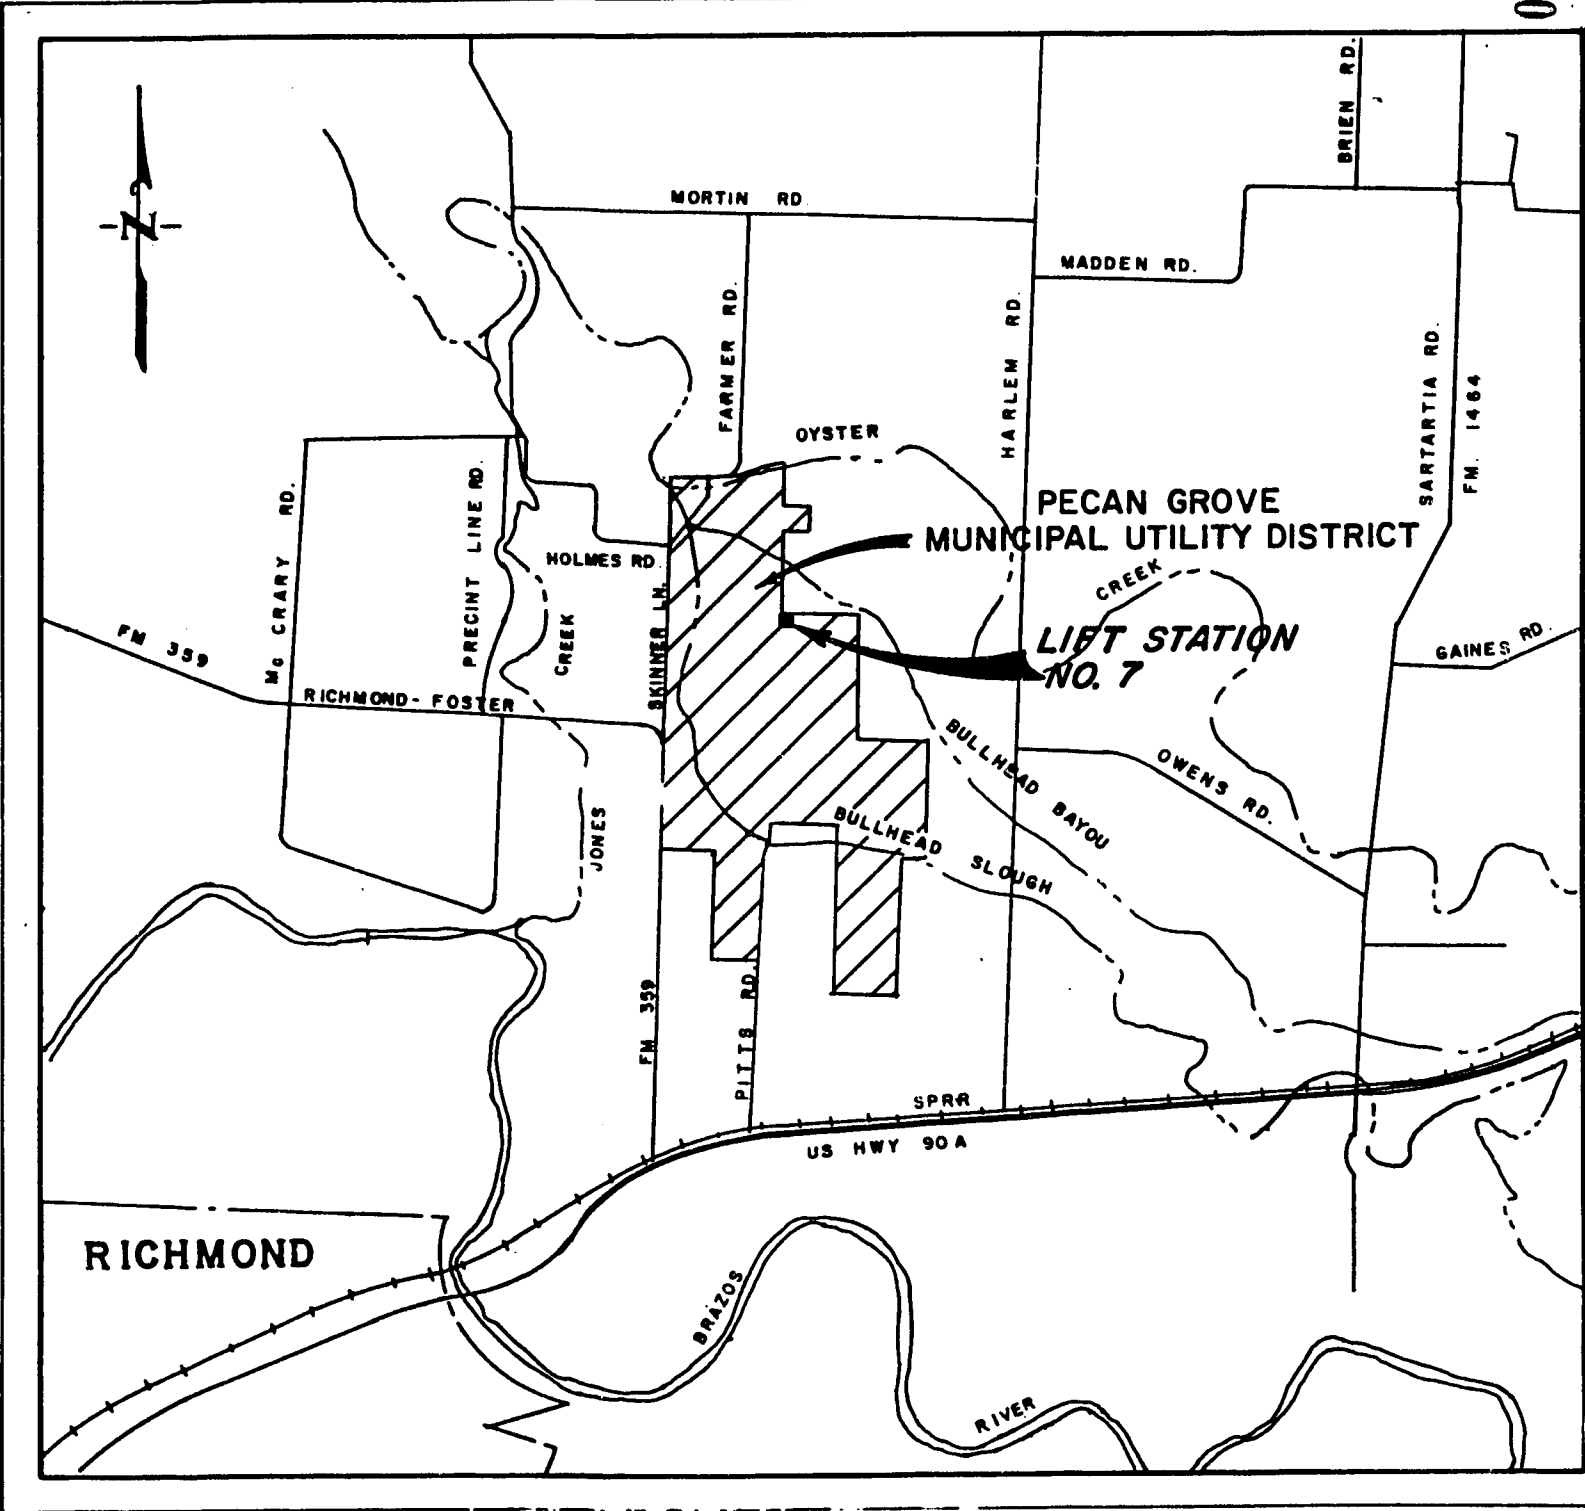 0
BRIEN RD.
N
MORTIN RD.
MADDEN RD.
FARMER RD.
HARLEM RD.
SARTARTIA RD.
FM. 1464
OYSTER
PECAN GROVE
MUNICIPAL UTILITY DISTRICT
Mc CRARY RD.
PRECINT LINE RD.
HOLMES RD.
CREEK
SKINNER LN.
CREEK
FM 359
LIFT STATION
NO. 7
GAINES RD.
RICHMOND-FOSTER
BULLHEAD BAYOU
OWENS RD.
JONES
BULLHEAD SLOUGH
FM 359
PITTS RD.
SPRR
US HWY 90A
RICHMOND
BRAZOS
RIVER